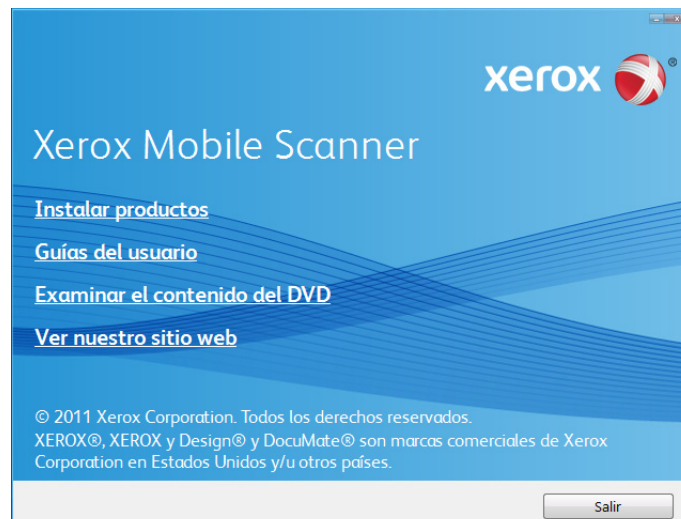 xerox ®
Xerox Mobile Scanner
Instalar productos
Guías del usuario
Examinar el contenido del DVD
Ver nuestro sitio web
© 2011 Xerox Corporation. Todos los derechos reservados.
XEROX®, XEROX y Design® y DocuMate® son marcas comerciales de Xerox
Corporation en Estados Unidos y/u otros países.
Salir